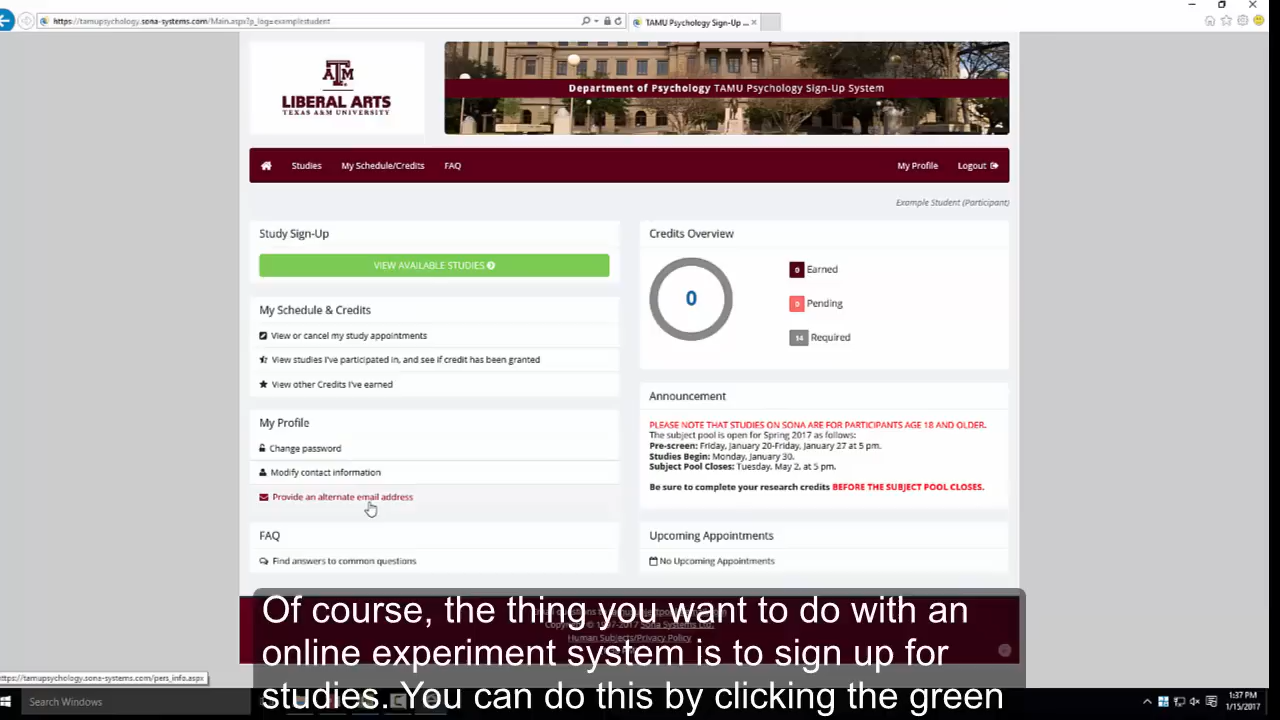 https://tamupsychology.sona-systems.com/Main.aspx?p_log=examplestudent
TAMU Psychology Sign-Up ...
ATM
LIBERAL ARTS
TEXAS A&M UNIVERSITY
Department of Psychology TAMU Psychology Sign-Up System
Studies My Schedule/Credits FAQ My Profile Logout
Example Student (Participant)
Study Sign-Up
VIEW AVAILABLE STUDIES
My Schedule & Credits
View or cancel my study appointments
View studies I've participated in, and see if credit has been granted
View other Credits I've earned
My Profile
Change password
Modify contact information
Provide an alternate email address
FAQ
Find answers to common questions
Credits Overview
0
0 Earned
0 Pending
14 Required
Announcement
PLEASE NOTE THAT STUDIES ON SONA ARE FOR PARTICIPANTS AGE 18 AND OLDER.
The subject pool is open for Spring 2017 as follows:
Pre-screen: Friday, January 20-Friday, January 27 at 5 pm.
Studies Begin: Monday, January 30.
Subject Pool Closes: Tuesday, May 2, at 5 pm.
Be sure to complete your research credits BEFORE THE SUBJECT POOL CLOSES.
Upcoming Appointments
No Upcoming Appointments
Of course, the thing you want to do with an
online experiment system is to sign up for
studies. You can do this by clicking the green
Sona Systems Ltd.
Human Subjects/Privacy Policy
https://tamupsychology.sona-systems.com/pers_info.aspx
Search Windows
1:37 PM
1/15/2017